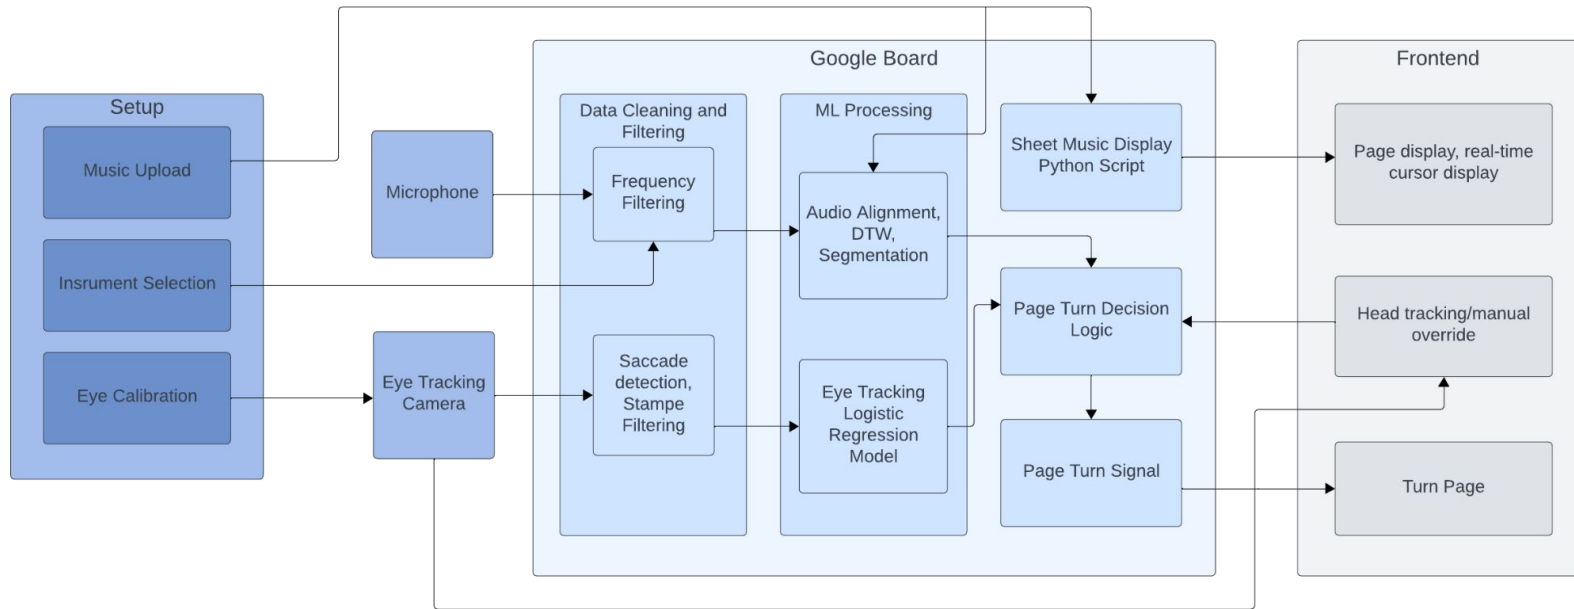 Setup
Music Upload
Insrument Selection
Eye Calibration
Microphone
Eye Tracking
Camera
Google Board
Data Cleaning and
Filtering
Frequency
Filtering
Saccade
detection,
Stampe
Filtering
ML Processing
Audio Alignment,
DTW,
Segmentation
Eye Tracking
Logistic
Regression
Model
Sheet Music Display
Python Script
Page Turn Decision
Logic
Page Turn Signal
Frontend
Page display, real-time
cursor display
Head tracking/manual
override
Turn Page